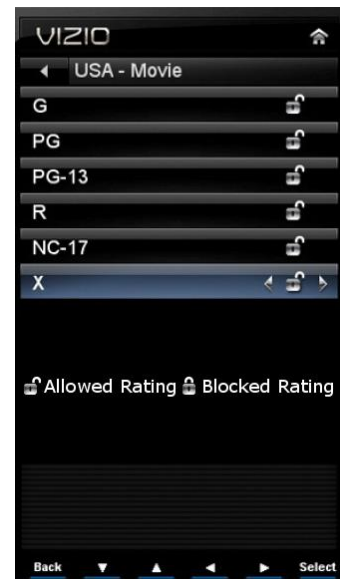 VIZIO
USA - Movie
G
PG
PG-13
R
NC-17
X
Allowed Rating Blocked Rating
Back Select